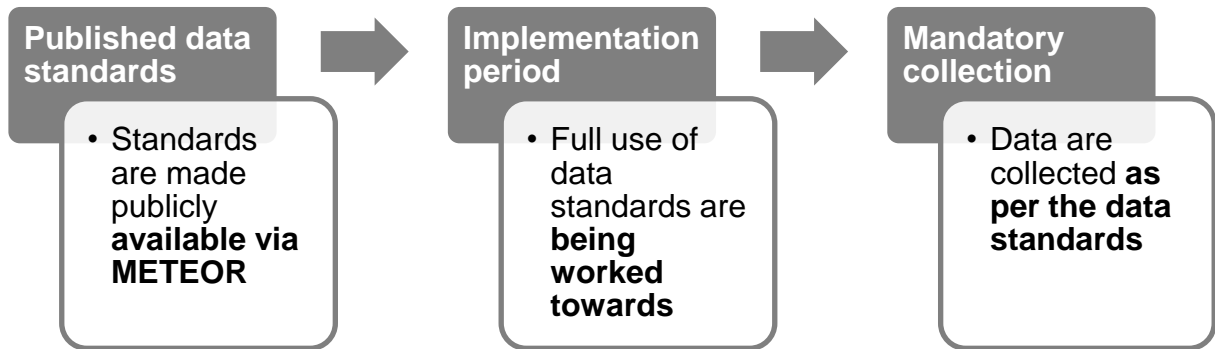 Published data
standards
• Standards
are made
publicly
available via
METEOR
Implementation
period
• Full use of
data
standards are
being
worked
towards
Mandatory
collection
• Data are
collected as
per the data
standards